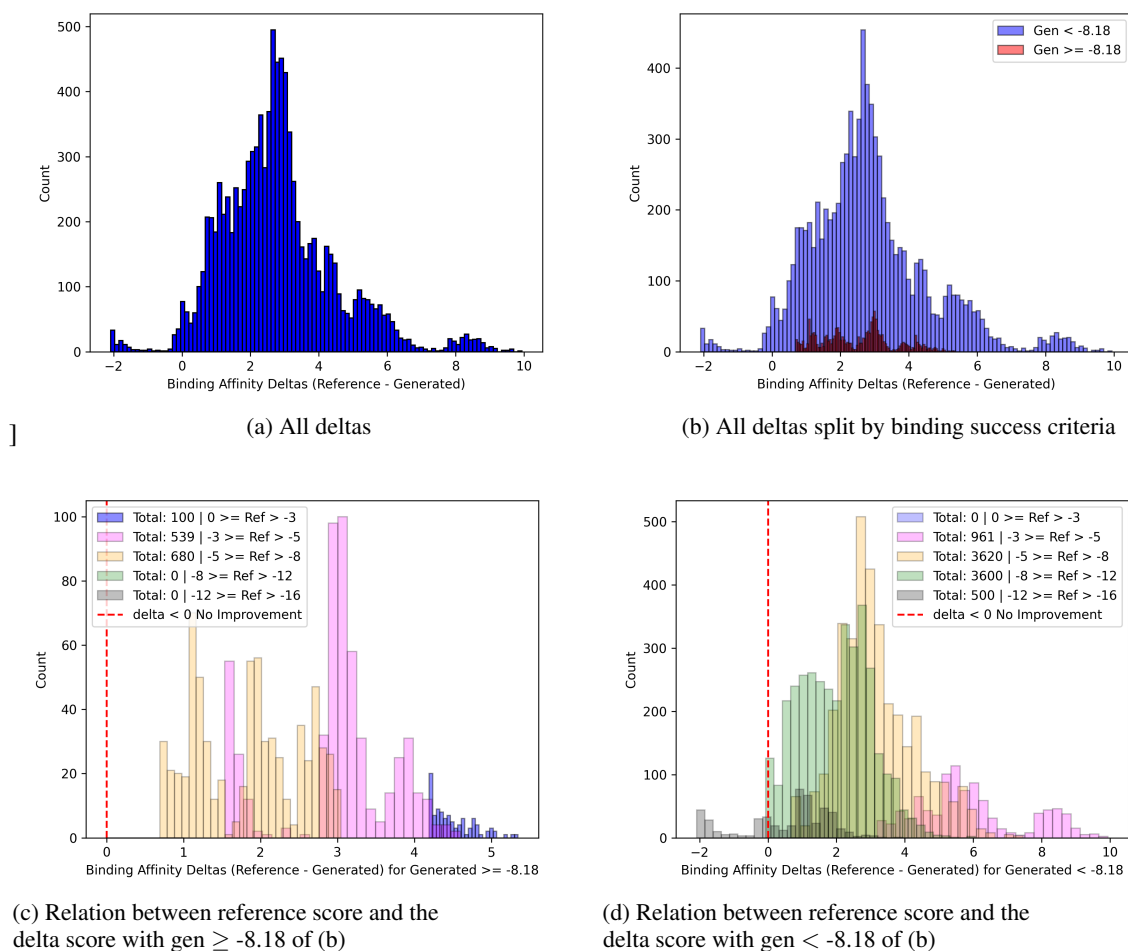 500
400
300
200
100
0
Count
−2
0
2
4
6
8
10
Binding Affinity Deltas (Reference - Generated)
(a) All deltas
]
Gen < -8.18
Gen >= -8.18
400
300
200
100
0
Count
−2
0
2
4
6
8
10
Binding Affinity Deltas (Reference - Generated)
(b) All deltas split by binding success criteria
Total: 100 | 0 >= Ref > -3
Total: 539 | -3 >= Ref > -5
Total: 680 | -5 >= Ref > -8
Total: 0 | -8 >= Ref > -12
Total: 0 | -12 >= Ref > -16
delta < 0 No Improvement
100
80
60
40
20
0
Count
0
1
2
3
4
5
Binding Affinity Deltas (Reference - Generated) for Generated >= -8.18
(c) Relation between reference score and the
delta score with gen ≥ -8.18 of (b)
Total: 0 | 0 >= Ref > -3
Total: 961 | -3 >= Ref > -5
Total: 3620 | -5 >= Ref > -8
Total: 3600 | -8 >= Ref > -12
Total: 500 | -12 >= Ref > -16
delta < 0 No Improvement
500
400
300
200
100
0
Count
−2
0
2
4
6
8
10
Binding Affinity Deltas (Reference - Generated) for Generated < -8.18
(d) Relation between reference score and the
delta score with gen < -8.18 of (b)